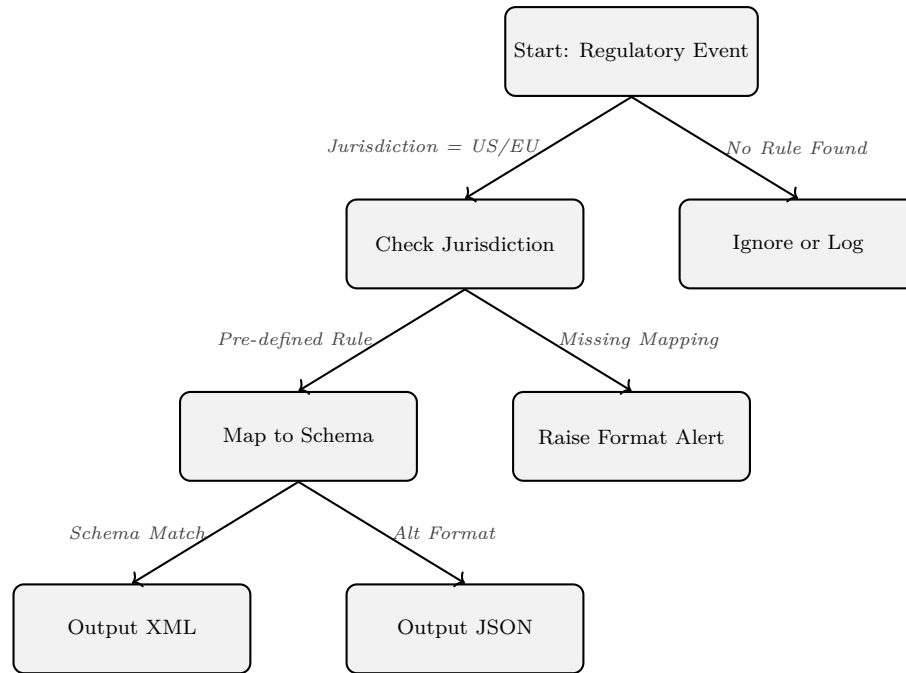 Start: Regulatory Event
Jurisdiction = US/EU
No Rule Found
Check Jurisdiction
Ignore or Log
Pre-defined Rule
Missing Mapping
Map to Schema
Raise Format Alert
Schema Match
Alt Format
Output XML
Output JSON